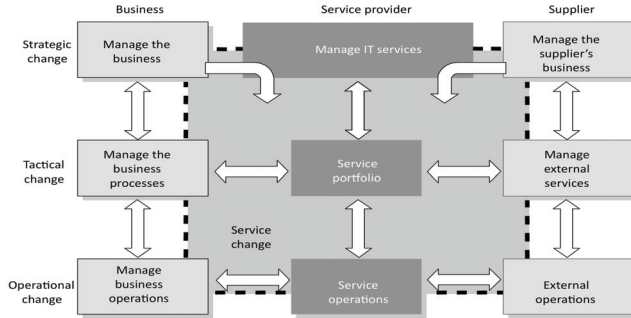 Business
Service provider
Supplier
Strategic
change
Manage the
business
Manage IT services
Manage the
supplier's
business
Tactical
change
Manage the
business
processes
Service
portfolio
Manage
external
services
Service
change
Operational
change
Manage
business
operations
Service
operations
External
operations